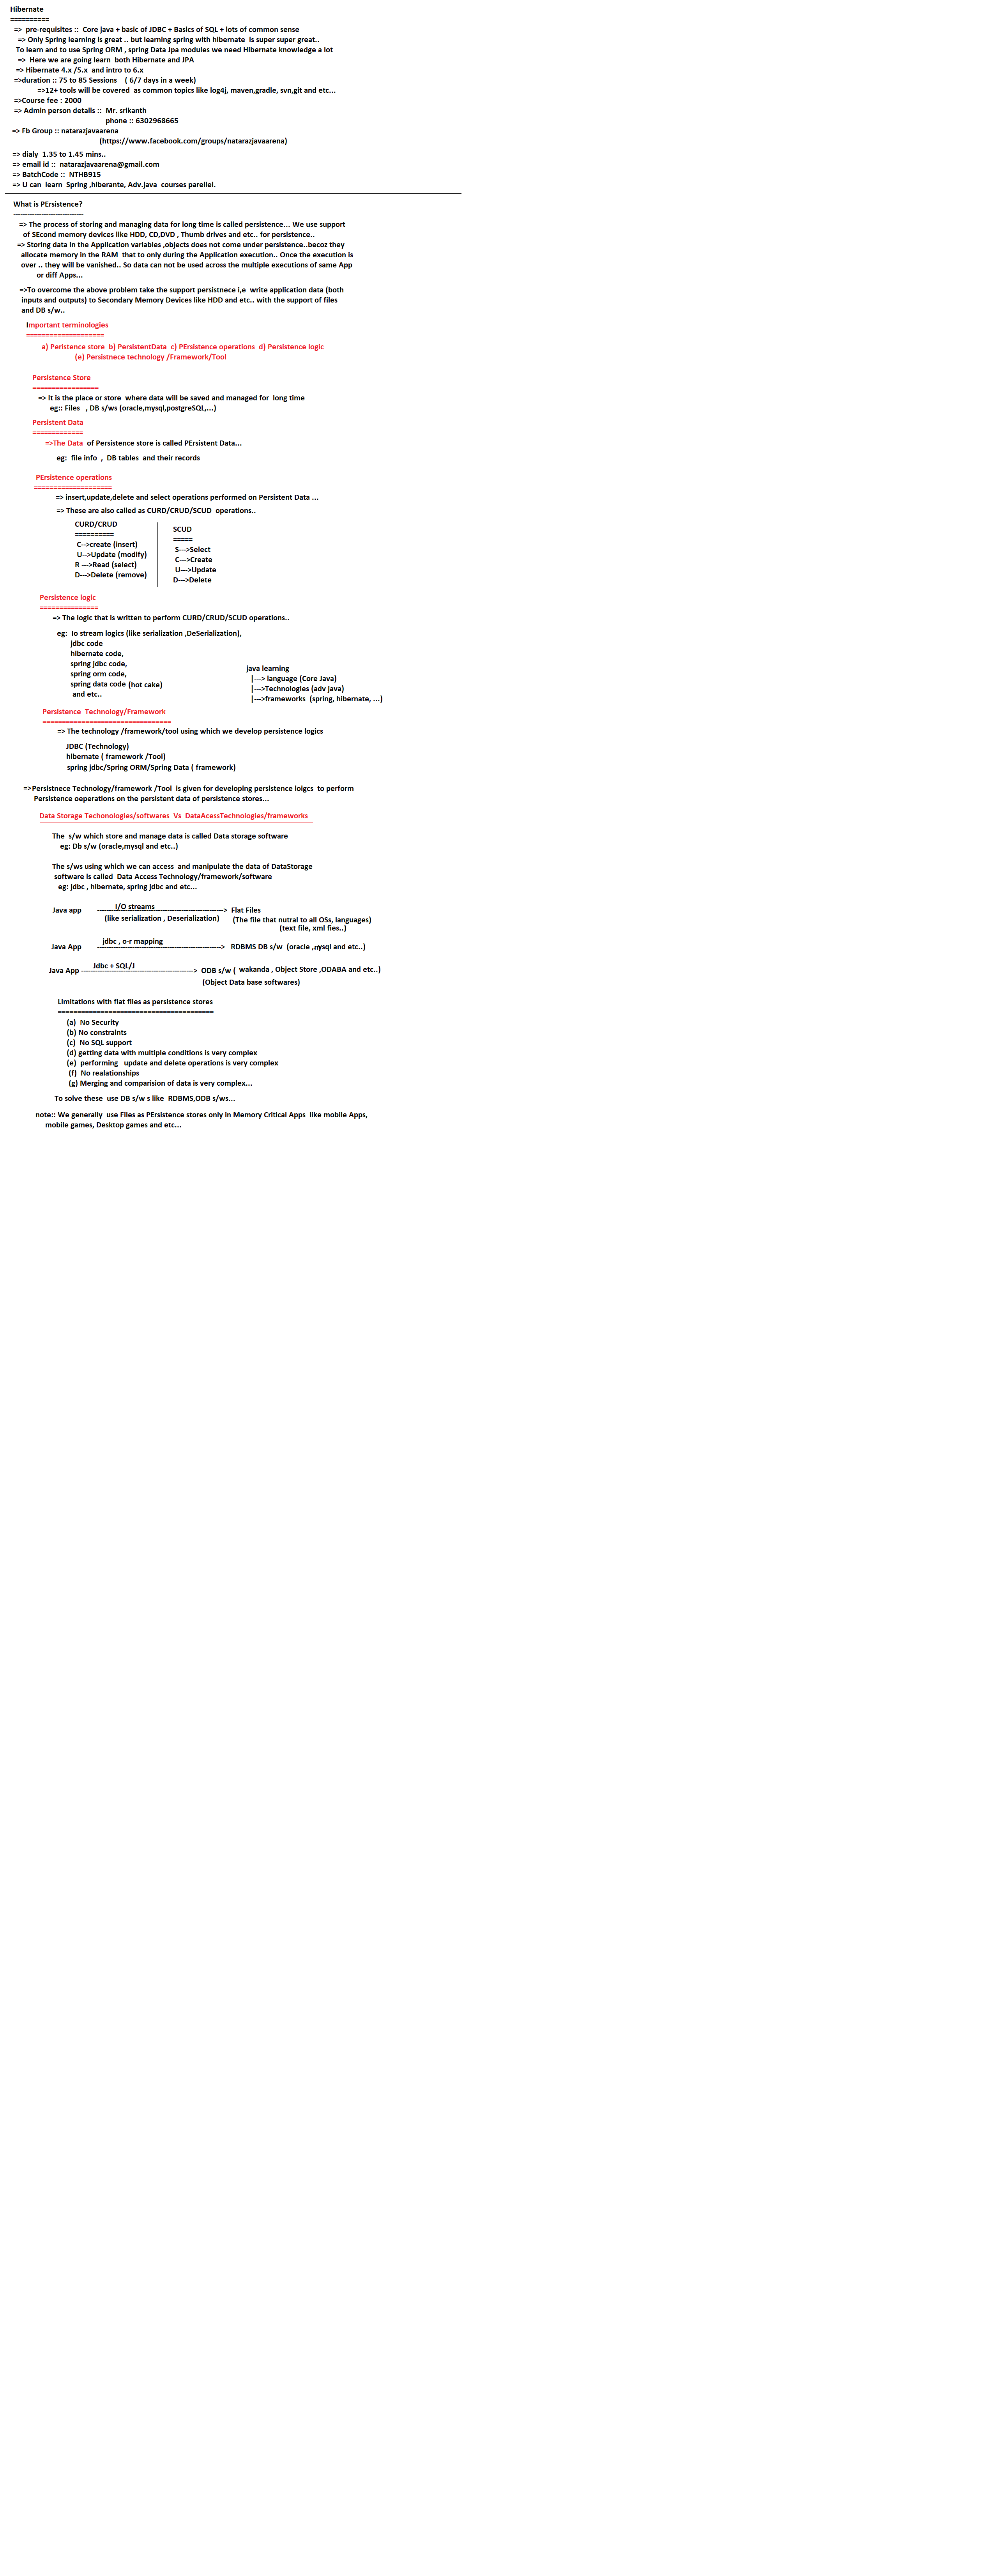 Hibernate
==========
=> pre-requisites :: Core java + basic of JDBC + Basics of SQL + lots of common sense
=> Only Spring learning is great .. but learning spring with hibernate is super super great..
To learn and to use Spring ORM , spring Data Jpa modules we need Hibernate knowledge a lot
=> Here we are going learn both Hibernate and JPA
=> Hibernate 4.x /5.x and intro to 6.x
=>duration :: 75 to 85 Sessions ( 6/7 days in a week)
=>12+ tools will be covered as common topics like log4j, maven,gradle, svn,git and etc...
=>Course fee : 2000
=> Admin person details :: Mr. srikanth
phone :: 6302968665
=> Fb Group :: natarazjavaarena
(https://www.facebook.com/groups/natarazjavaarena)
=> dialy 1.35 to 1.45 mins..
=> email id :: natarazjavaarena@gmail.com
=> BatchCode :: NTHB915
=> U can learn Spring ,hiberante, Adv.java courses parellel.
What is PErsistence?
------------------------------
=> The process of storing and managing data for long time is called persistence... We use support
of SEcond memory devices like HDD, CD,DVD , Thumb drives and etc.. for persistence..
=> Storing data in the Application variables ,objects does not come under persistence..becoz they
allocate memory in the RAM that to only during the Application execution.. Once the execution is
over .. they will be vanished.. So data can not be used across the multiple executions of same App
or diff Apps...
=>To overcome the above problem take the support persistnece i,e write application data (both
inputs and outputs) to Secondary Memory Devices like HDD and etc.. with the support of files
and DB s/w..
Important terminologies
====================
a) Peristence store b) PersistentData c) PErsistence operations d) Persistence logic
(e) Persistnece technology /Framework/Tool
Persistence Store
=================
=> It is the place or store where data will be saved and managed for long time
eg:: Files , DB s/ws (oracle,mysql,postgreSQL,...)
Persistent Data
=============
=>The Data of Persistence store is called PErsistent Data...
eg: file info , DB tables and their records
PErsistence operations
====================
=> insert,update,delete and select operations performed on Persistent Data ...
=> These are also called as CURD/CRUD/SCUD operations..
CURD/CRUD
==========
C-->create (insert)
U-->Update (modify)
R --->Read (select)
D--->Delete (remove)
SCUD
=====
S--->Select
C--->Create
U--->Update
D--->Delete
Persistence logic
===============
=> The logic that is written to perform CURD/CRUD/SCUD operations..
eg: Io stream logics (like serialization ,DeSerialization),
jdbc code
hibernate code,
spring jdbc code,
spring orm code,
spring data code (hot cake)
and etc..
java learning
|---> language (Core Java)
|--->Technologies (adv java)
|--->frameworks (spring, hibernate, ...)
Persistence Technology/Framework
=================================
=> The technology /framework/tool using which we develop persistence logics
JDBC (Technology)
hibernate ( framework /Tool)
spring jdbc/Spring ORM/Spring Data ( framework)
=>Persistnece Technology/framework /Tool is given for developing persistence loigcs to perform
Persistence oeperations on the persistent data of persistence stores...
Data Storage Techonologies/softwares Vs DataAcessTechnologies/frameworks
The s/w which store and manage data is called Data storage software
eg: Db s/w (oracle,mysql and etc..)
The s/ws using which we can access and manipulate the data of DataStorage
software is called Data Access Technology/framework/software
eg: jdbc , hibernate, spring jdbc and etc...
I/O streams
Java app ------------------------------------------------------> Flat Files
(like serialization , Deserialization) (The file that nutral to all OSs, languages)
(text file, xml fies..)
jdbc , o-r mapping
Java App -----------------------------------------------------> RDBMS DB s/w (oracle ,mysql and etc..)
Jdbc + SQL/J
Java App ------------------------------------------------> ODB s/w ( wakanda , Object Store ,ODABA and etc..)
(Object Data base softwares)
Limitations with flat files as persistence stores
========================================
(a) No Security
(b) No constraints
(c) No SQL support
(d) getting data with multiple conditions is very complex
(e) performing update and delete operations is very complex
(f) No realationships
(g) Merging and comparision of data is very complex...
To solve these use DB s/w s like RDBMS,ODB s/ws...
note:: We generally use Files as PErsistence stores only in Memory Critical Apps like mobile Apps,
mobile games, Desktop games and etc...